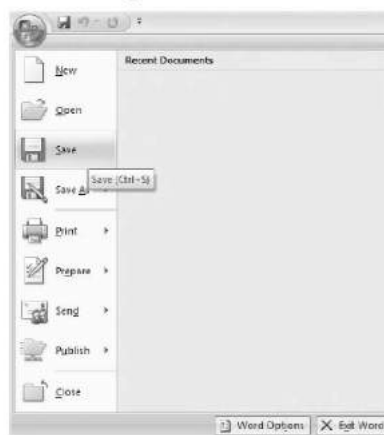 Recent Documents
New
Open
Save
Save (Ctrl+S)
Save As
Print
Prepare
Send
Publish
Close
Word Options
Exit Word